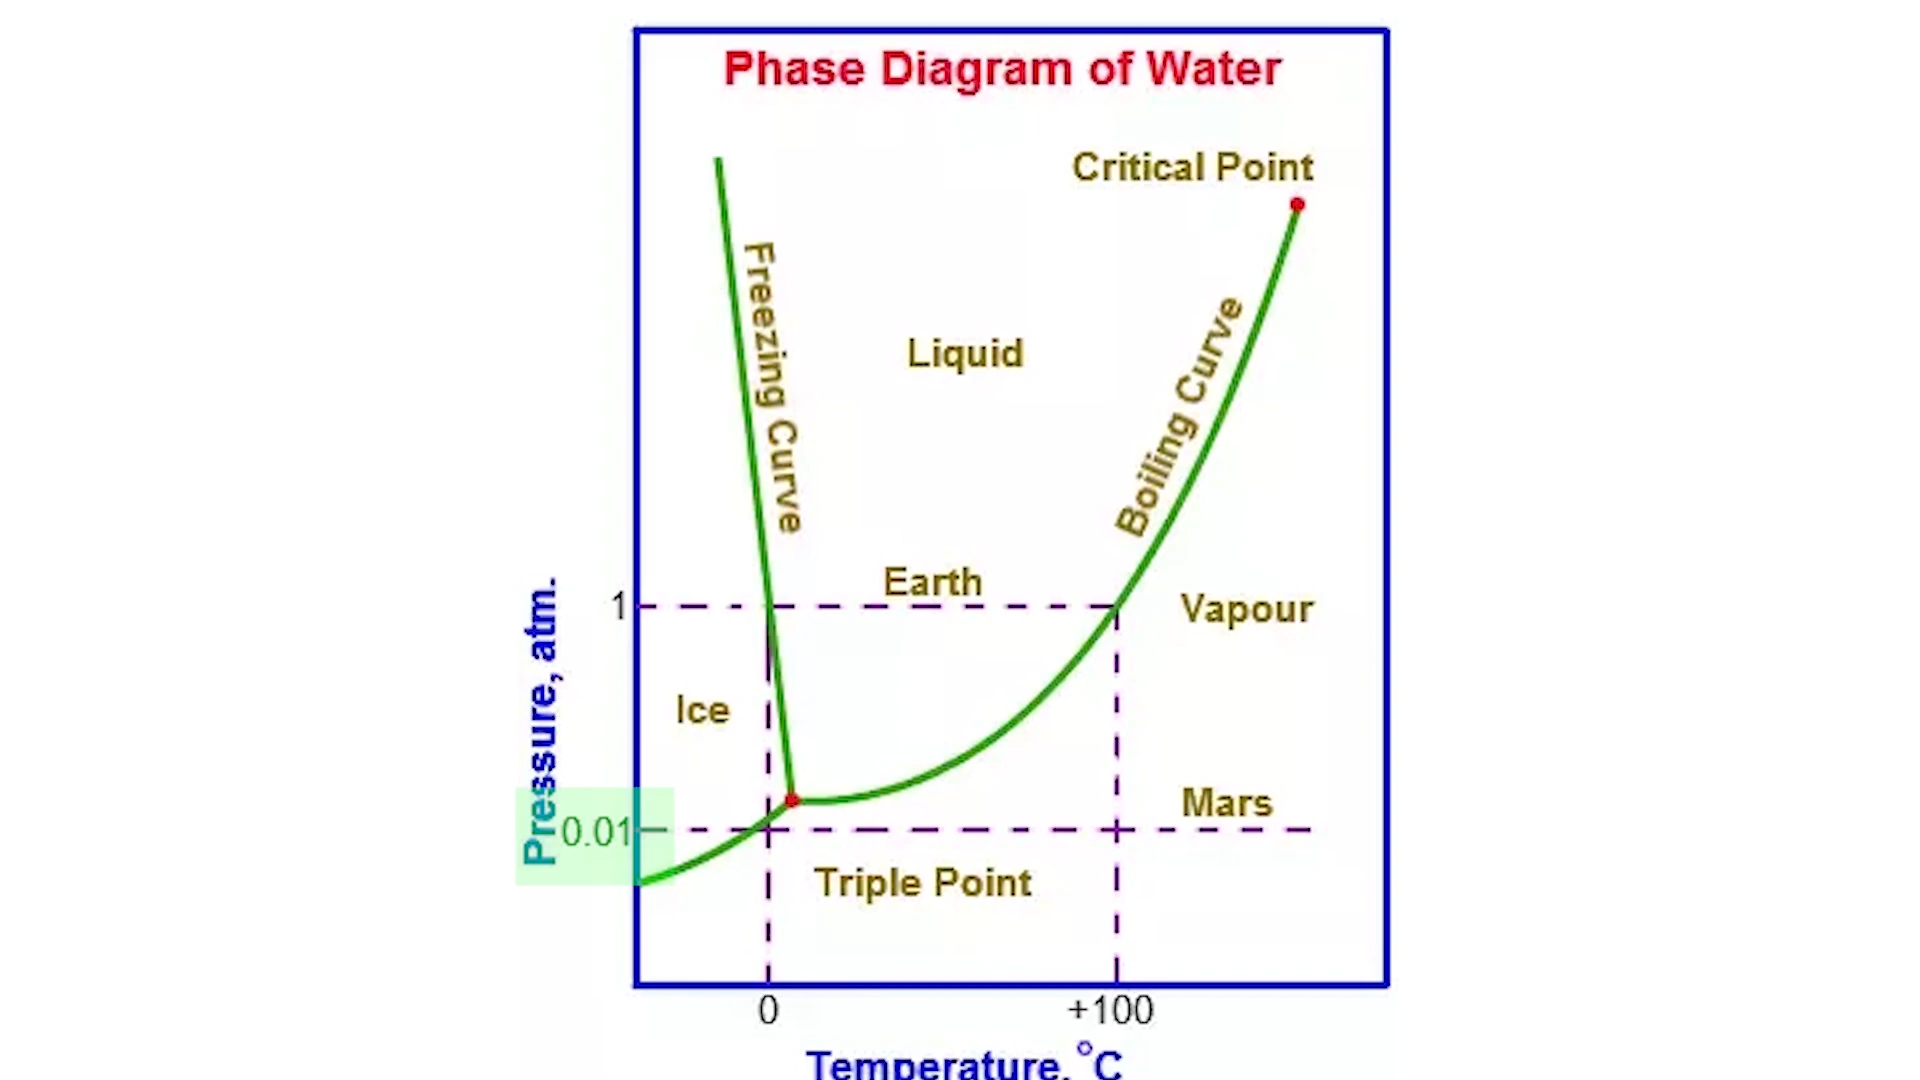 Phase Diagram of Water
Critical Point
Freezing Curve
Boiling Curve
Liquid
Earth
1
Vapour
Ice
Pressure, atm.
Mars
0.01
Triple Point
0
+100
Temperature, °C